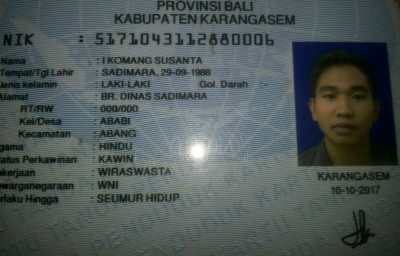 PROVINSI BALI
KABUPATEN KARANGASEM
NIK : 5171043112880006
Nama : I KOMANG SUSANTA
Tempat/Tgl Lahir : SADIMARA, 29-09-1988
Jenis kelamin : LAKI-LAKI Gol. Darah : -
Alamat : BR. DINAS SADIMARA
RT/RW : 000/000
Kel/Desa : ABABI
Kecamatan : ABANG
Agama : HINDU
Status Perkawinan : KAWIN
Pekerjaan : WIRASWASTA
Kewarganegaraan : WNI
Berlaku Hingga : SEUMUR HIDUP
KARANGASEM
10-10-2017